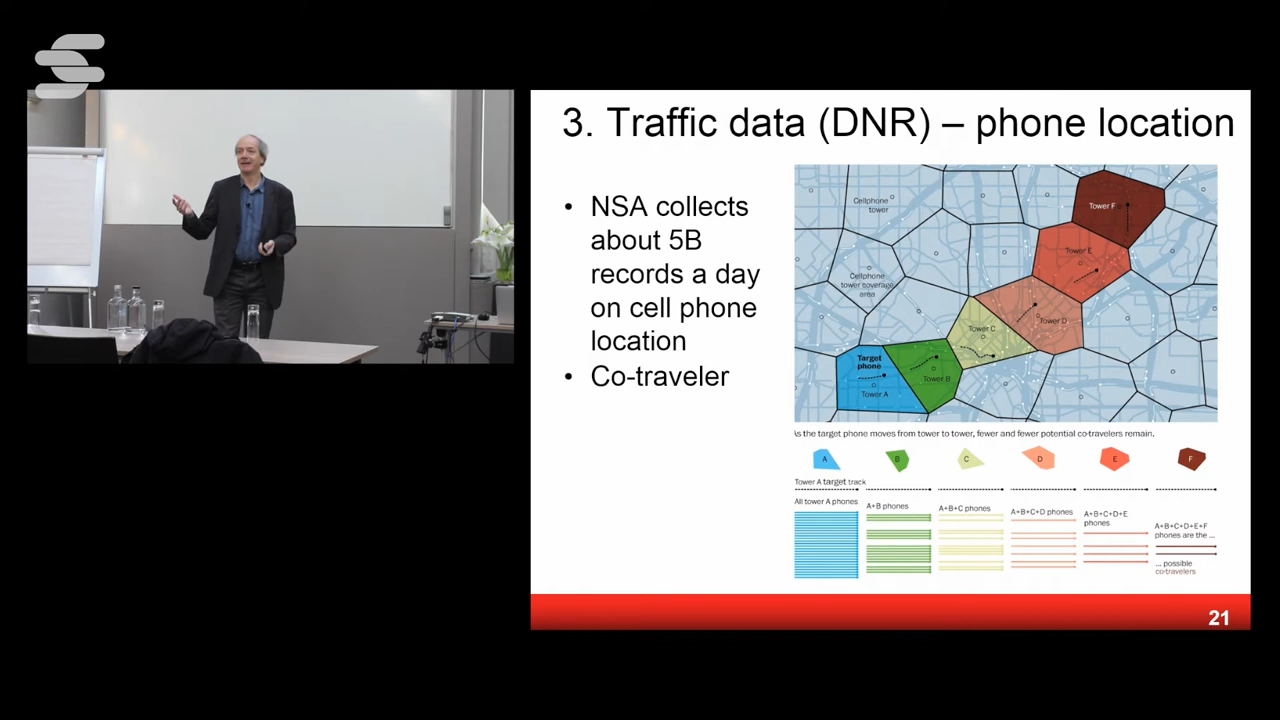 3. Traffic data (DNR) – phone location
• NSA collects
about 5B
records a day
on cell phone
location
• Co-traveler
Cellphone
tower
Cellphone
tower coverage
area
Tower F
Tower E
Tower D
Tower C
Target
phone
Tower B
Tower A
As the target phone moves from tower to tower, fewer and fewer potential co-travelers remain.
A B C D E F
Tower A target track
All tower A phones
A+B phones
A+B+C phones
A+B+C+D phones
A+B+C+D+E
phones
A+B+C+D+E+F
phones are the ...
... possible
co-travelers
21